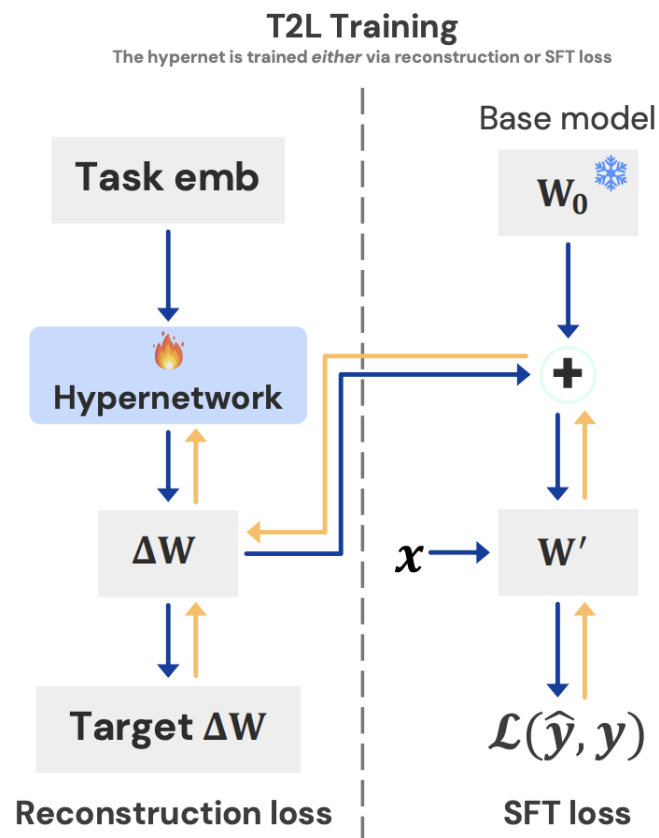 T2L Training
The hypernet is trained either via reconstruction or SFT loss
Base model
Task emb
W₀
Hypernetwork
+
ΔW
x
W′
Target ΔW
ℒ(ŷ, y)
Reconstruction loss
SFT loss